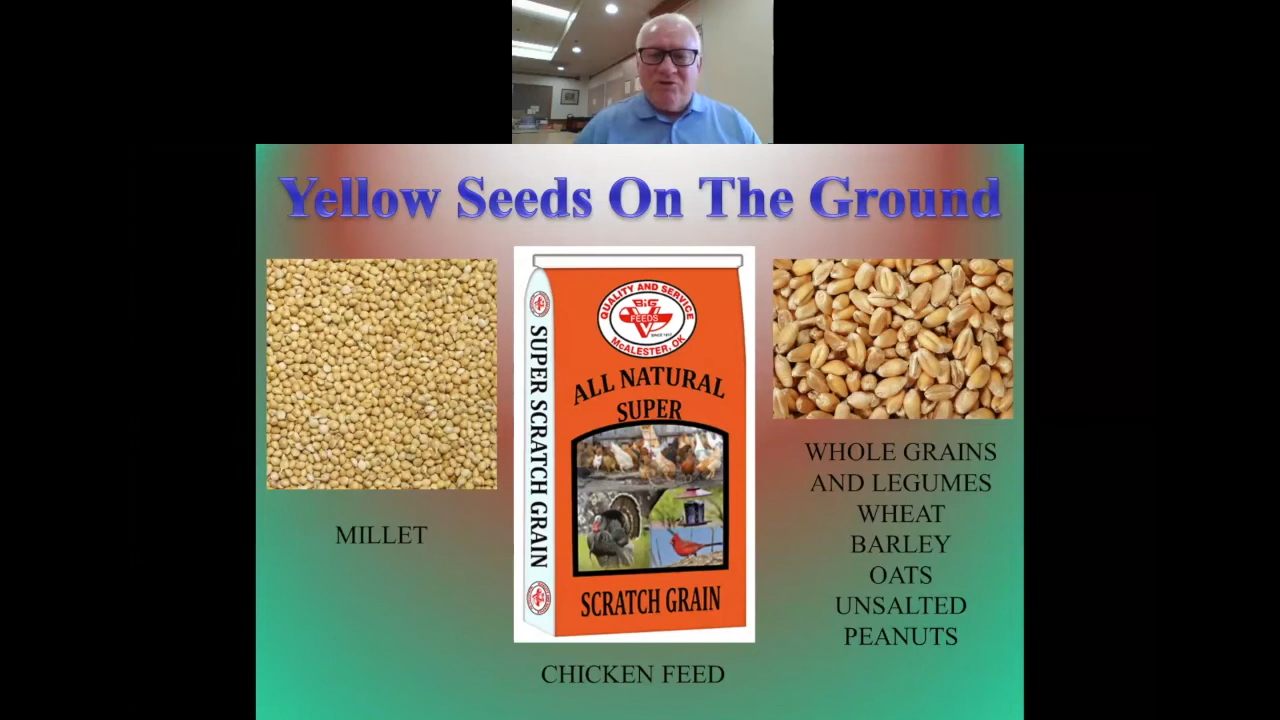 Yellow Seeds On The Ground
MILLET
QUALITY AND SERVICE
BIG
V
FEEDS
McALESTER, OK
ALL NATURAL
SUPER
SCRATCH GRAIN
SUPER SCRATCH GRAIN
CHICKEN FEED
WHOLE GRAINS
AND LEGUMES
WHEAT
BARLEY
OATS
UNSALTED
PEANUTS